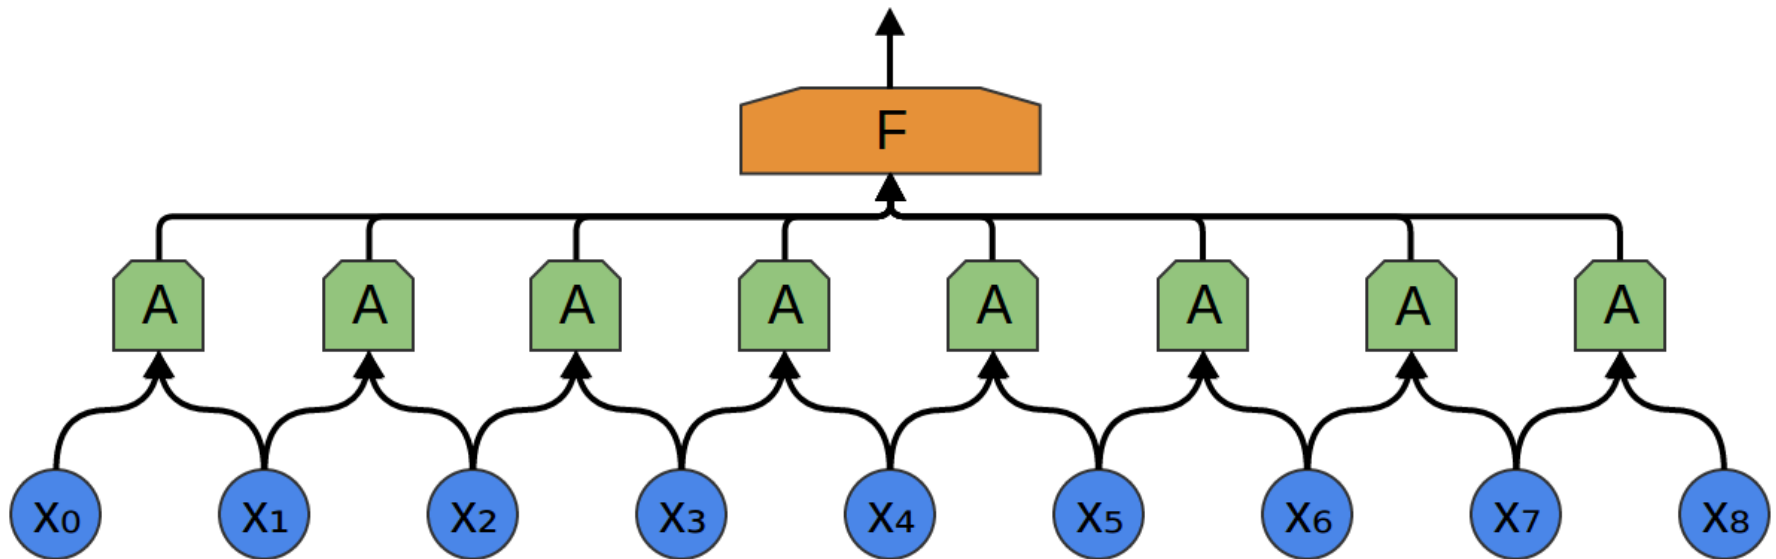 F
A A A A A A A A
x₀ x₁ x₂ x₃ x₄ x₅ x₆ x₇ x₈